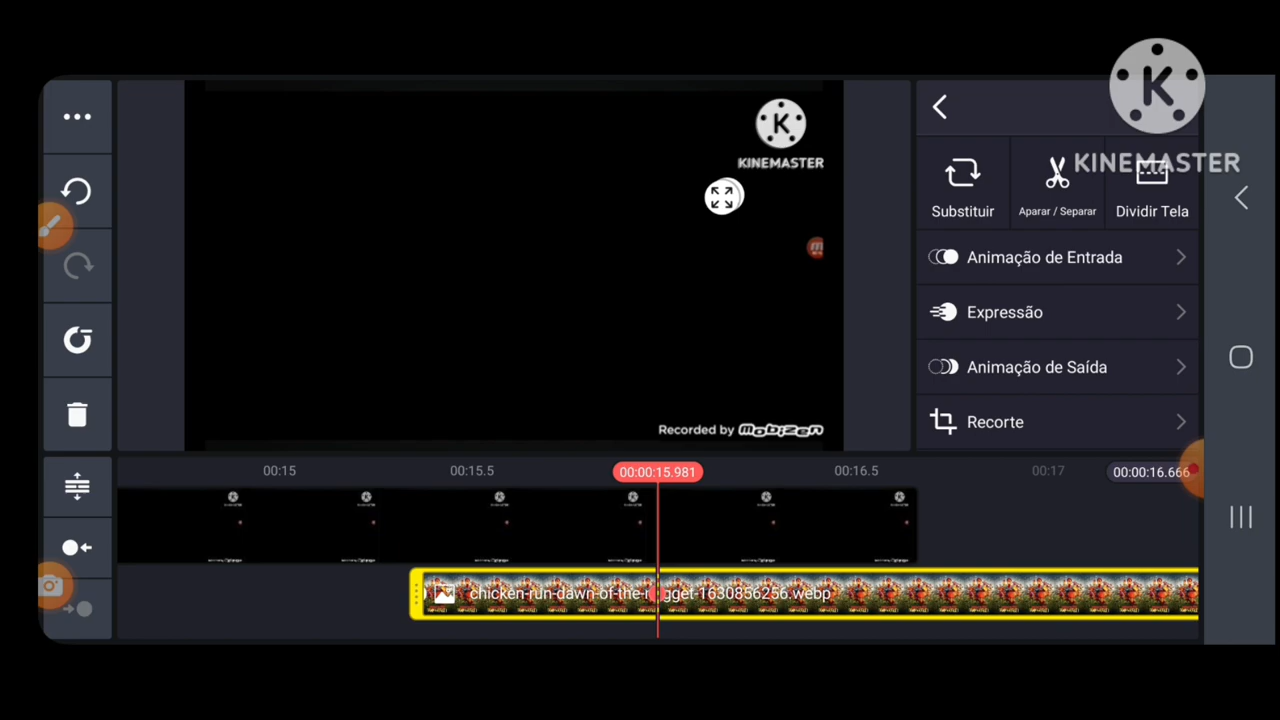 K
KINEMASTER
K
KINEMASTER
Substituir
Aparar / Separar
Dividir Tela
Animação de Entrada
Expressão
Animação de Saída
Recorte
Recorded by mobizen
00:15
00:15.5
00:00:15.981
00:16.5
00:17
00:00:16.666
chicken-run-dawn-of-the-nugget-1630856256.webp